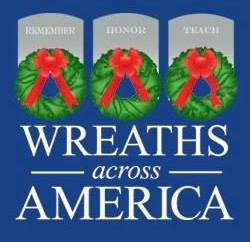 REMEMBER HONOR TEACH
WREATHS
across
AMERICA